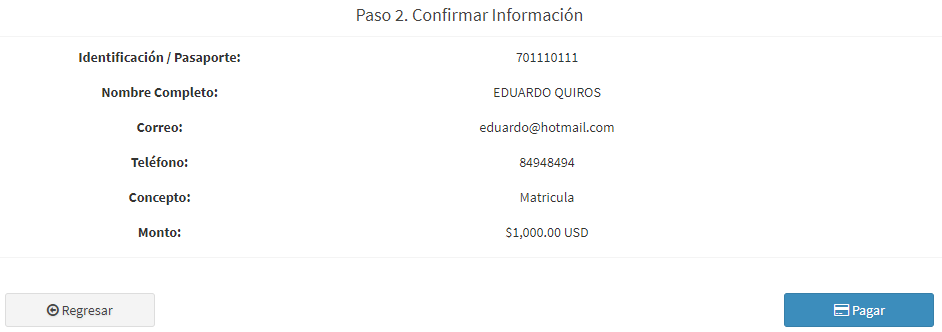 Paso 2. Confirmar Información
Identificación / Pasaporte: 701110111
Nombre Completo: EDUARDO QUIROS
Correo: eduardo@hotmail.com
Teléfono: 84948494
Concepto: Matricula
Monto: $1,000.00 USD
Regresar Pagar